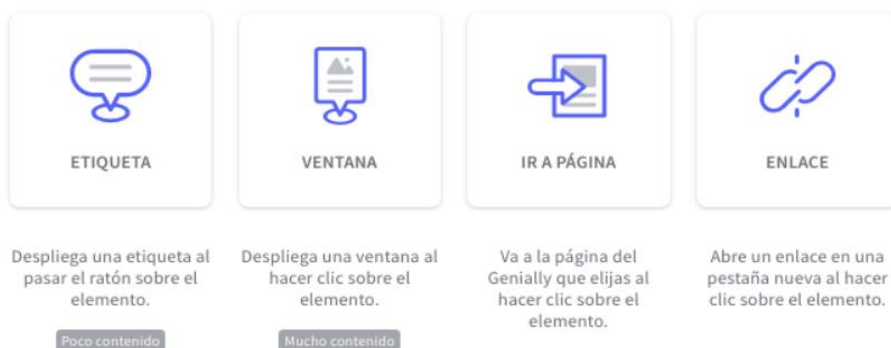 ETIQUETA
VENTANA
IR A PÁGINA
ENLACE
Despliega una etiqueta al
pasar el ratón sobre el
elemento.
Poco contenido
Despliega una ventana al
hacer clic sobre el
elemento.
Mucho contenido
Va a la página del
Genially que elijas al
hacer clic sobre el
elemento.
Abre un enlace en una
pestaña nueva al hacer
clic sobre el elemento.